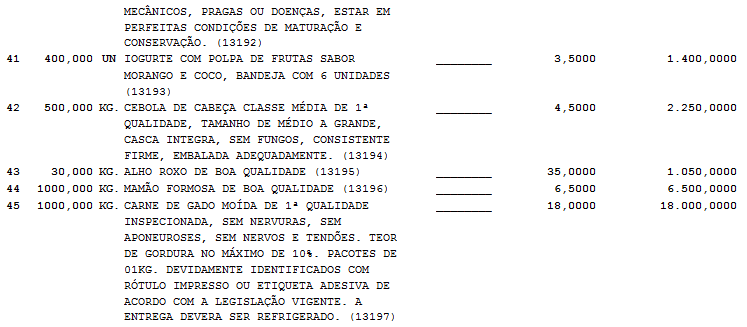 MECÂNICOS, PRAGAS OU DOENÇAS, ESTAR EM
PERFEITAS CONDIÇÕES DE MATURAÇÃO E
CONSERVAÇÃO. (13192)
41 400,000 UN IOGURTE COM POLPA DE FRUTAS SABOR ________ 3,5000 1.400,0000
MORANGO E COCO, BANDEJA COM 6 UNIDADES
(13193)
42 500,000 KG. CEBOLA DE CABEÇA CLASSE MÉDIA DE 1ª ________ 4,5000 2.250,0000
QUALIDADE, TAMANHO DE MÉDIO A GRANDE,
CASCA INTEGRA, SEM FUNGOS, CONSISTENTE
FIRME, EMBALADA ADEQUADAMENTE. (13194)
43 30,000 KG. ALHO ROXO DE BOA QUALIDADE (13195) ________ 35,0000 1.050,0000
44 1000,000 KG. MAMÃO FORMOSA DE BOA QUALIDADE (13196) ________ 6,5000 6.500,0000
45 1000,000 KG. CARNE DE GADO MOÍDA DE 1ª QUALIDADE ________ 18,0000 18.000,0000
INSPECIONADA, SEM NERVURAS, SEM
APONEUROSES, SEM NERVOS E TENDÕES. TEOR
DE GORDURA NO MÁXIMO DE 10%. PACOTES DE
01KG. DEVIDAMENTE IDENTIFICADOS COM
RÓTULO IMPRESSO OU ETIQUETA ADESIVA DE
ACORDO COM A LEGISLAÇÃO VIGENTE. A
ENTREGA DEVERA SER REFRIGERADO. (13197)